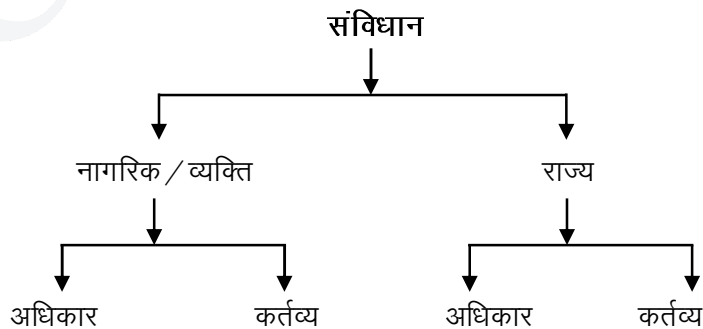 संविधान
नागरिक / व्यक्ति राज्य
अधिकार कर्तव्य अधिकार कर्तव्य